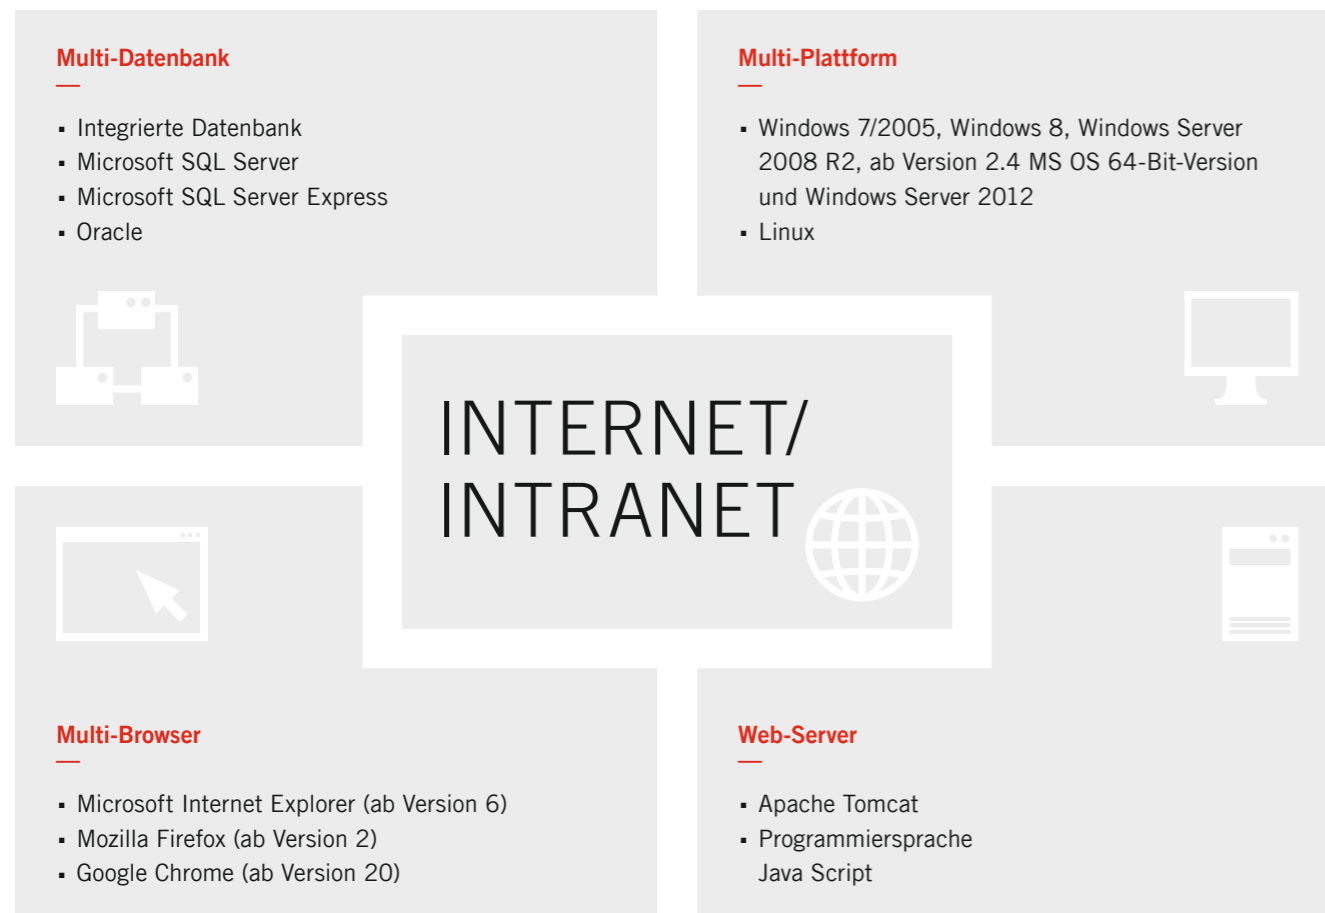 Multi-Datenbank
▪ Integrierte Datenbank
▪ Microsoft SQL Server
▪ Microsoft SQL Server Express
▪ Oracle
Multi-Plattform
▪ Windows 7/2005, Windows 8, Windows Server
2008 R2, ab Version 2.4 MS OS 64-Bit-Version
und Windows Server 2012
▪ Linux
INTERNET/
INTRANET
Multi-Browser
▪ Microsoft Internet Explorer (ab Version 6)
▪ Mozilla Firefox (ab Version 2)
▪ Google Chrome (ab Version 20)
Web-Server
▪ Apache Tomcat
▪ Programmiersprache
Java Script